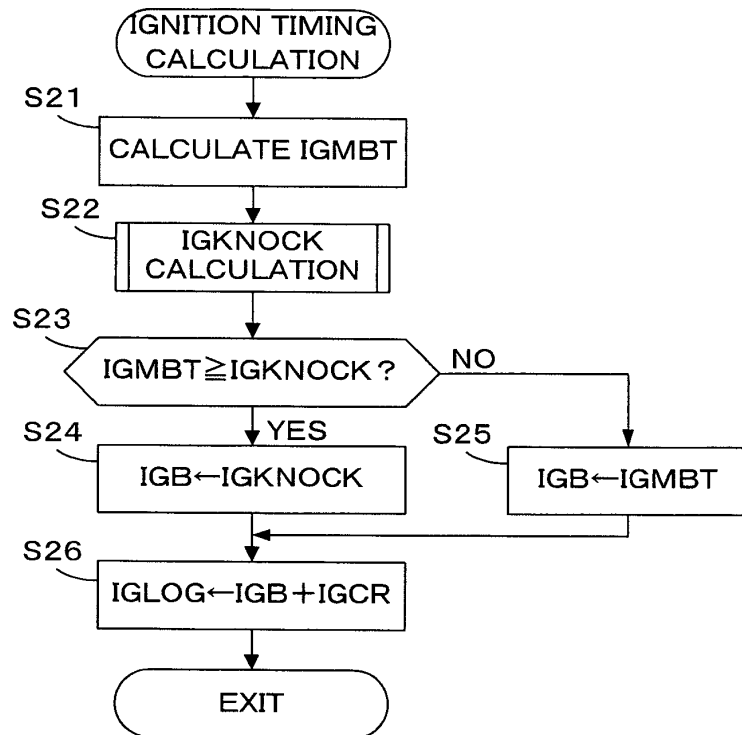 IGNITION TIMING
CALCULATION
S21
CALCULATE IGMBT
S22
IGKNOCK
CALCULATION
S23
IGMBT≧IGKNOCK?
NO
YES
S24
IGB←IGKNOCK
S25
IGB←IGMBT
S26
IGLOG←IGB+IGCR
EXIT